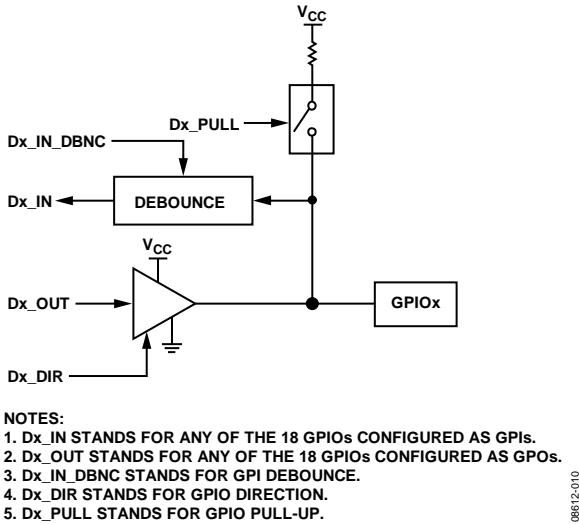 VCC
Dx_PULL
Dx_IN_DBNC
Dx_IN
DEBOUNCE
VCC
Dx_OUT
GPIOx
Dx_DIR
NOTES:
1. Dx_IN STANDS FOR ANY OF THE 18 GPIOs CONFIGURED AS GPIs.
2. Dx_OUT STANDS FOR ANY OF THE 18 GPIOs CONFIGURED AS GPOs.
3. Dx_IN_DBNC STANDS FOR GPI DEBOUNCE.
4. Dx_DIR STANDS FOR GPIO DIRECTION.
5. Dx_PULL STANDS FOR GPIO PULL-UP.
08612-010